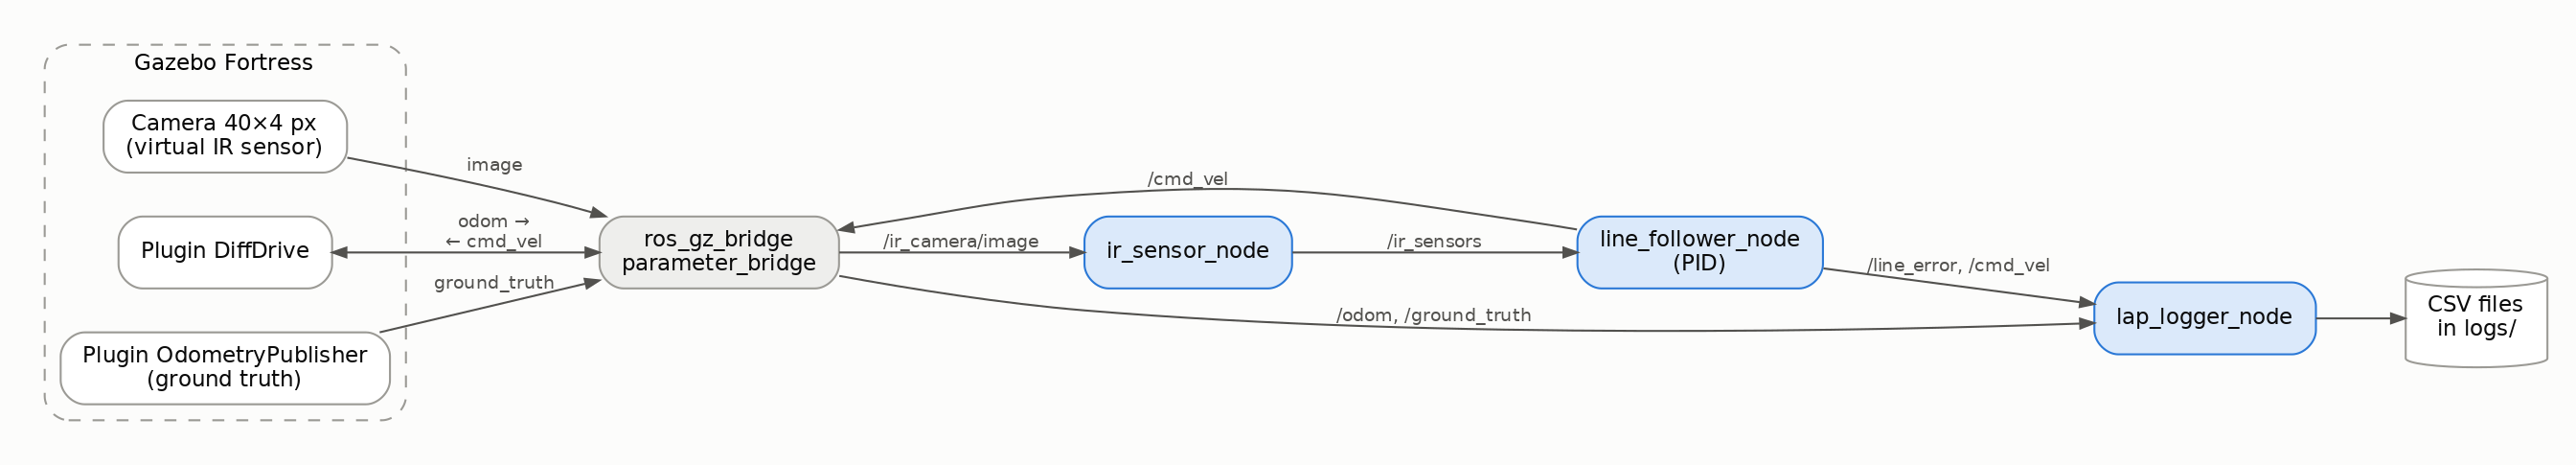 Gazebo Fortress
Camera 40×4 px
(virtual IR sensor)
image
Plugin DiffDrive
odom →
← cmd_vel
ground_truth
Plugin OdometryPublisher
(ground truth)
ros_gz_bridge
parameter_bridge
/cmd_vel
/ir_camera/image
ir_sensor_node
/ir_sensors
line_follower_node
(PID)
/line_error, /cmd_vel
/odom, /ground_truth
lap_logger_node
CSV files
in logs/